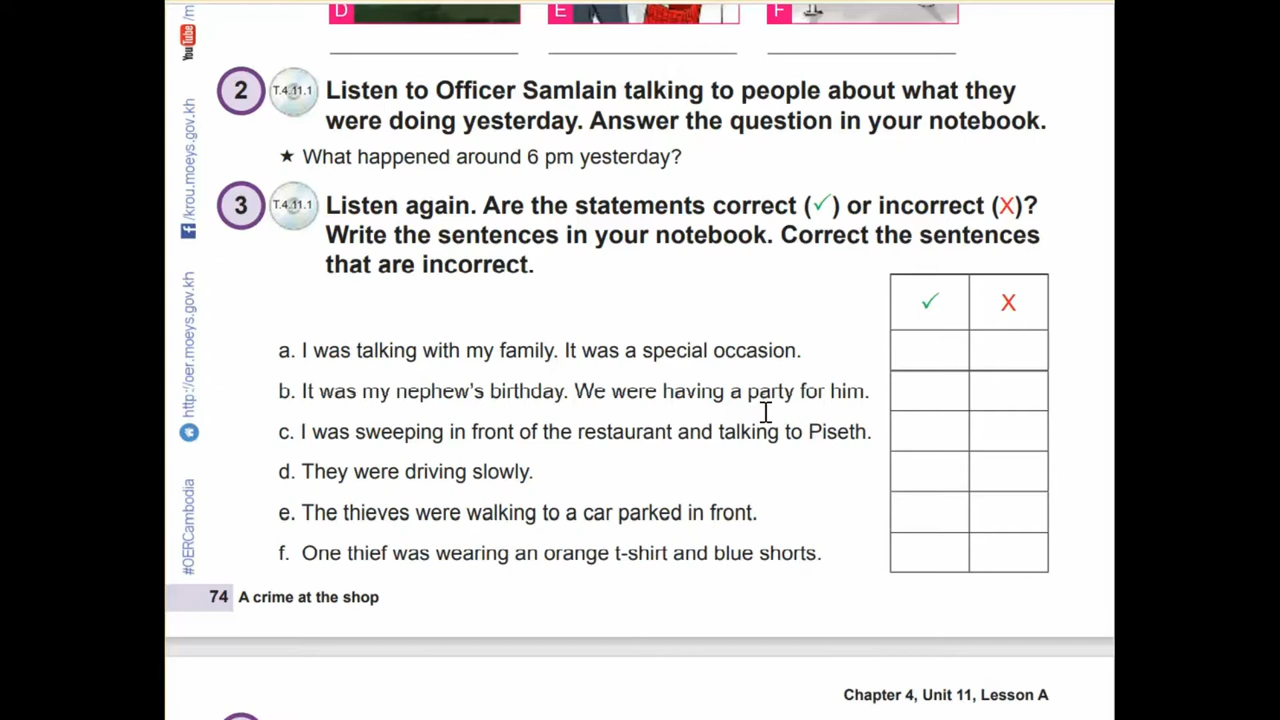 D
E
F
YouTube /m
/krou.moeys.gov.kh
http:/oer.moeys.gov.kh
#OERCambodia
2 T.4.11.1 Listen to Officer Samlain talking to people about what they
were doing yesterday. Answer the question in your notebook.
★ What happened around 6 pm yesterday?
3 T.4.11.1 Listen again. Are the statements correct (✓) or incorrect (X)?
Write the sentences in your notebook. Correct the sentences
that are incorrect.
✓ X
a. I was talking with my family. It was a special occasion.
b. It was my nephew's birthday. We were having a party for him.
c. I was sweeping in front of the restaurant and talking to Piseth.
d. They were driving slowly.
e. The thieves were walking to a car parked in front.
f. One thief was wearing an orange t-shirt and blue shorts.
74 A crime at the shop
Chapter 4, Unit 11, Lesson A